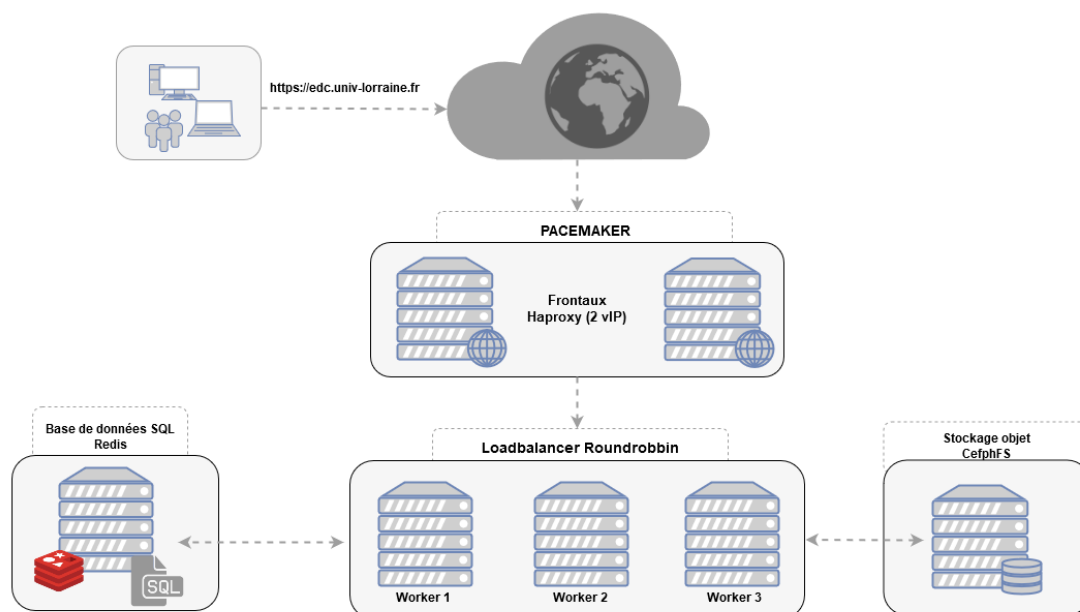 https://edc.univ-lorraine.fr
PACEMAKER
Frontaux
Haproxy (2 vIP)
Base de données SQL
Redis
Loadbalancer Roundrobbin
Stockage objet
CefphFS
SQL
Worker 1
Worker 2
Worker 3